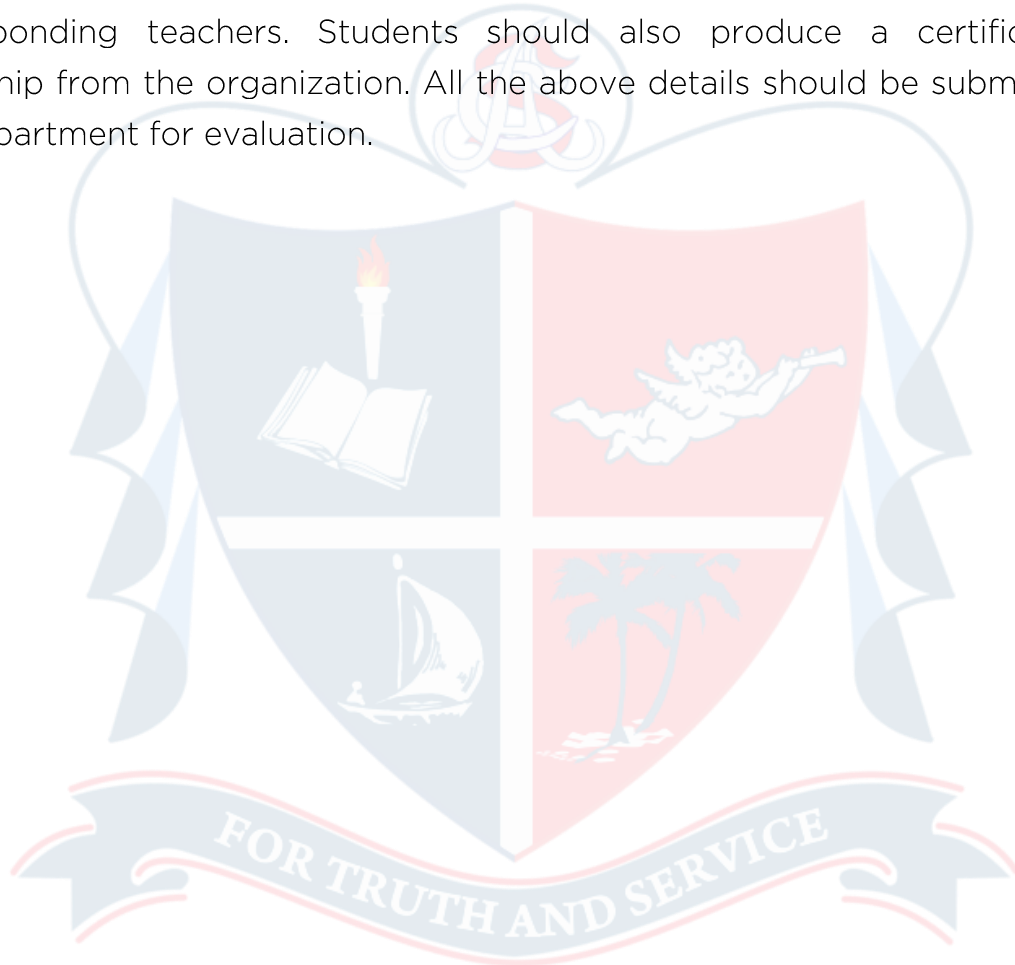 ponding teachers. Students should also produce a certific
hip from the organization. All the above details should be subm
partment for evaluation.
FOR TRUTH AND SERVICE